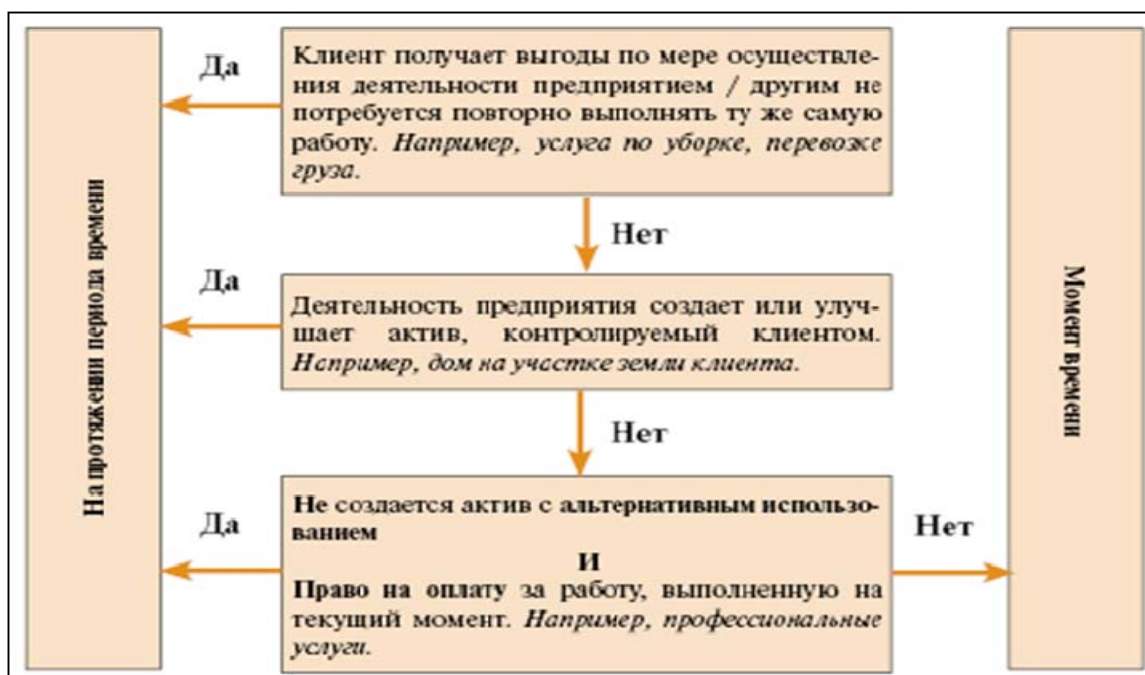 На протяжении периода времени
Да
Клиент получает выгоды по мере осуществле-
ния деятельности предприятием / другим не
потребуется повторно выполнять ту же самую
работу. Например, услуга по уборке, перевозке
груза.
Нет
Да
Деятельность предприятия создает или улуч-
шает актив, контролируемый клиентом.
Например, дом на участке земли клиента.
Нет
Да
Не создается актив с альтернативным использо-
ванием
И
Право на оплату за работу, выполненную на
текущий момент. Например, профессиональные
услуги.
Нет
Момент времени